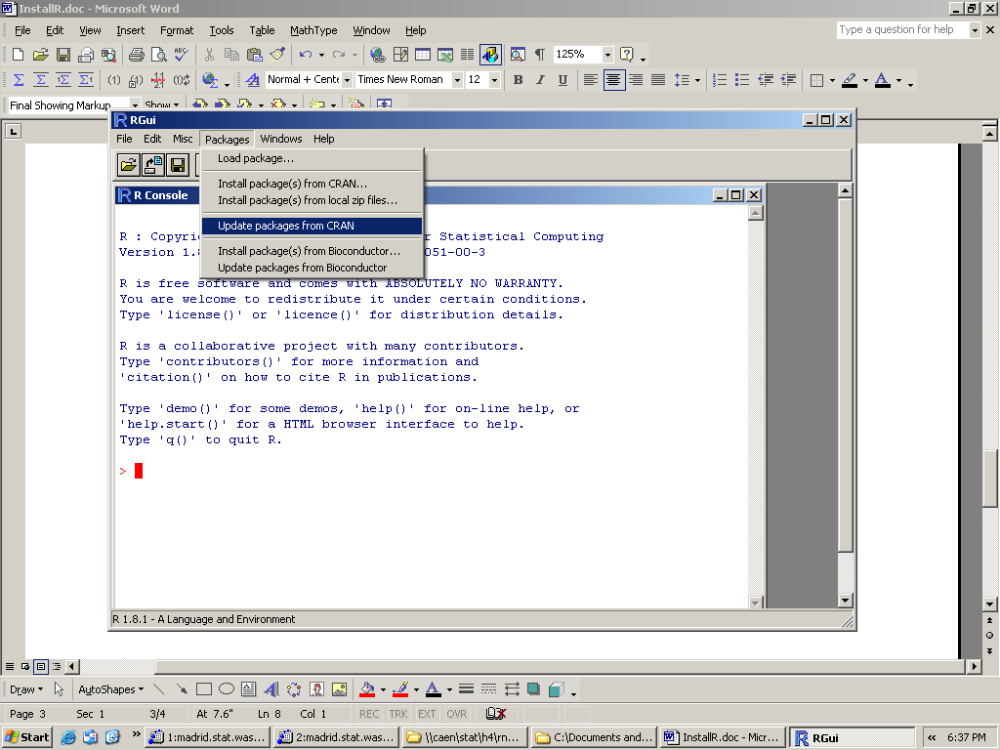 InstallR.doc - Microsoft Word
File Edit View Insert Format Tools Table MathType Window Help
Type a question for help
125%
Normal + Cente Times New Roman 12 B I U
Final Showing Markup Show
RGui
File Edit Misc Packages Windows Help
Load package...
Install package(s) from CRAN...
Install package(s) from local zip files...
Update packages from CRAN
Install package(s) from Bioconductor...
Update packages from Bioconductor
R Console
R : Copyri r Statistical Computing
Version 1.8 051-00-3
R is free software and comes with ABSOLUTELY NO WARRANTY.
You are welcome to redistribute it under certain conditions.
Type 'license()' or 'licence()' for distribution details.
R is a collaborative project with many contributors.
Type 'contributors()' for more information and
'citation()' on how to cite R in publications.
Type 'demo()' for some demos, 'help()' for on-line help, or
'help.start()' for a HTML browser interface to help.
Type 'q()' to quit R.
>
R 1.8.1 - A Language and Environment
Draw AutoShapes
Page 3 Sec 1 3/4 At 7.6" Ln 8 Col 1 REC TRK EXT OVR
Start » 1:madrid.stat.was... 2:madrid.stat.was... \\caen\stat\h4\rn... C:\Documents and... InstallR.doc - Micr... RGui « 6:37 PM